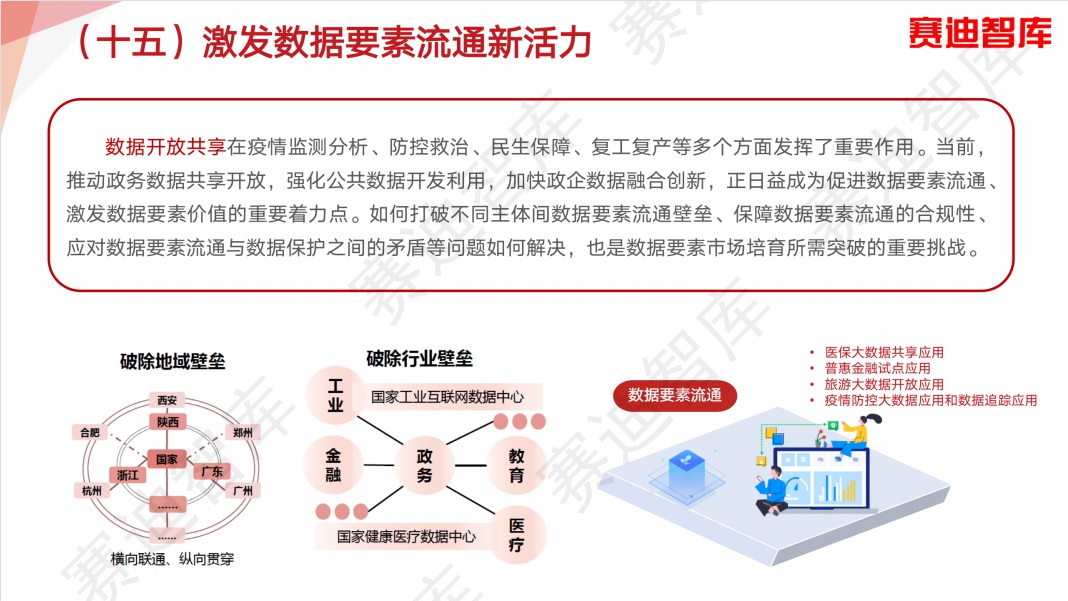 （十五）激发数据要素流通新活力
赛迪智库
数据开放共享在疫情监测分析、防控救治、民生保障、复工复产等多个方面发挥了重要作用。当前，
推动政务数据共享开放，强化公共数据开发利用，加快政企数据融合创新，正日益成为促进数据要素流通、
激发数据要素价值的重要着力点。如何打破不同主体间数据要素流通壁垒、保障数据要素流通的合规性、
应对数据要素流通与数据保护之间的矛盾等问题如何解决，也是数据要素市场培育所需突破的重要挑战。
破除地域壁垒
西安
陕西
合肥
郑州
国家
浙江
广东
杭州
广州
......
......
横向联通、纵向贯穿
破除行业壁垒
工业
国家工业互联网数据中心
金融
政务
教育
国家健康医疗数据中心
医疗
数据要素流通
• 医保大数据共享应用
• 普惠金融试点应用
• 旅游大数据开放应用
• 疫情防控大数据应用和数据追踪应用
赛迪智库
赛迪智库
赛迪智库
赛迪智库